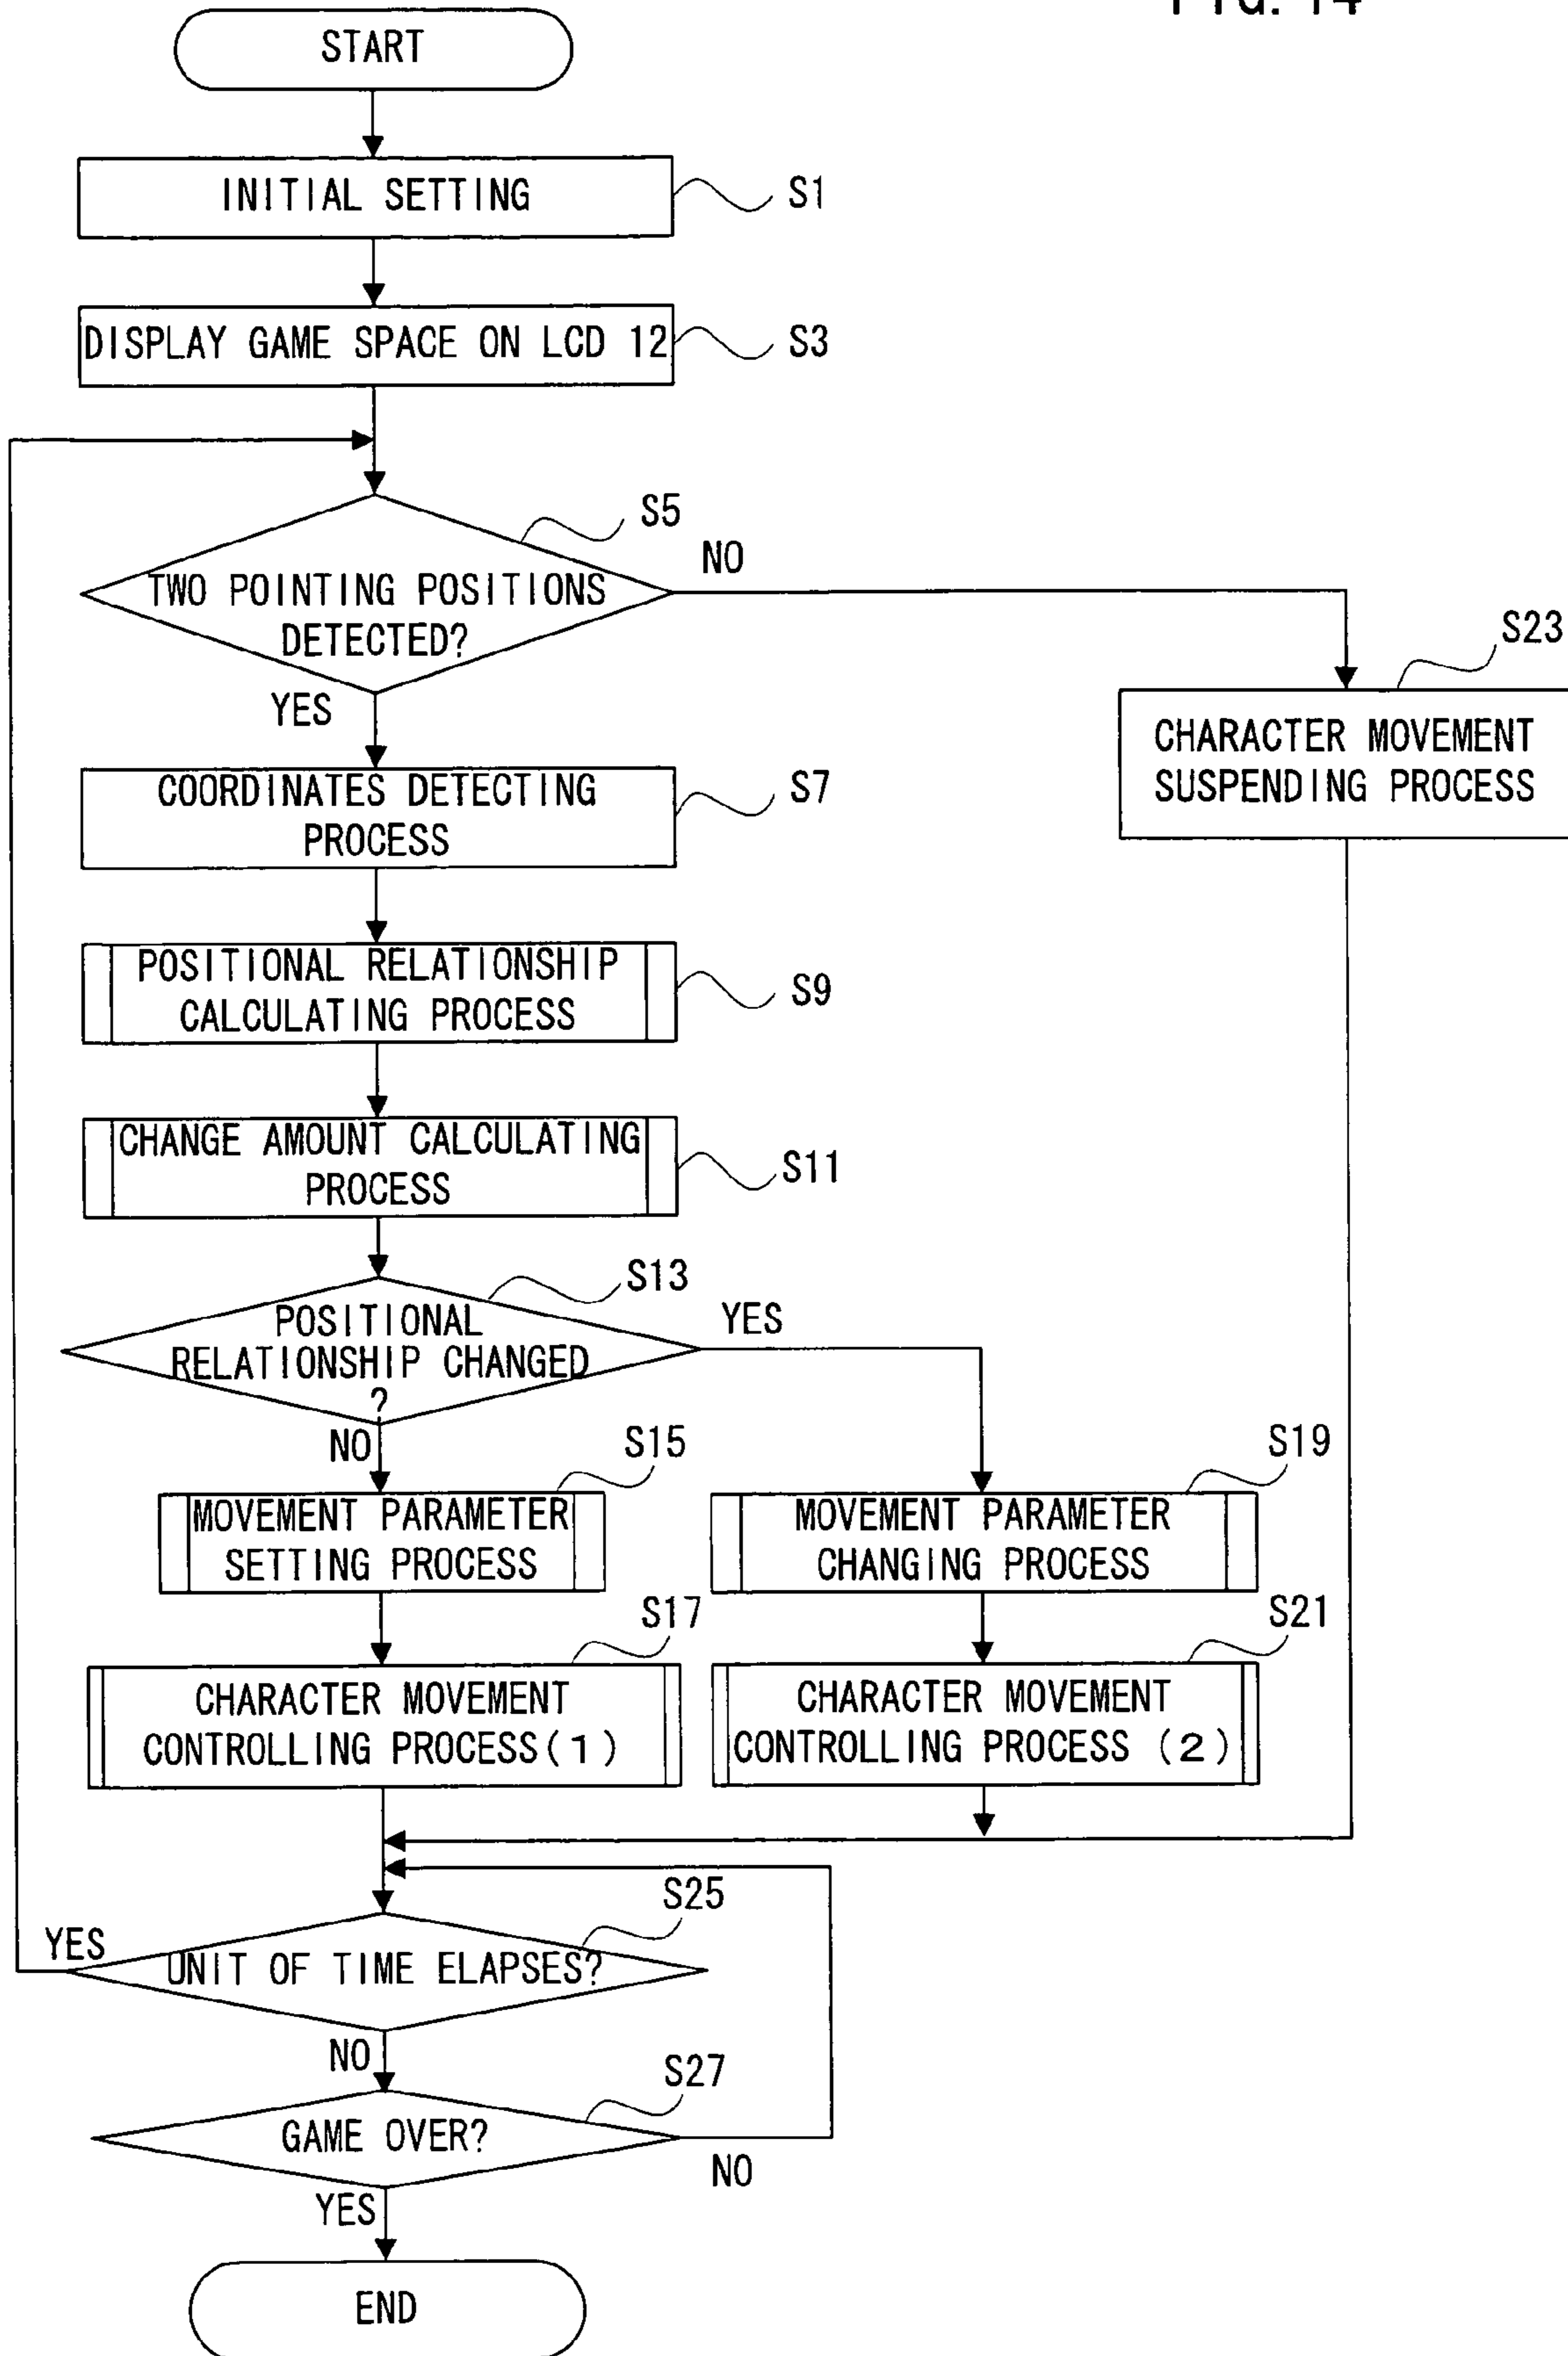 FIG. 14
START
INITIAL SETTING
S1
DISPLAY GAME SPACE ON LCD 12
S3
S5
NO
TWO POINTING POSITIONS
DETECTED?
YES
S23
CHARACTER MOVEMENT
SUSPENDING PROCESS
COORDINATES DETECTING
PROCESS
S7
POSITIONAL RELATIONSHIP
CALCULATING PROCESS
S9
CHANGE AMOUNT CALCULATING
PROCESS
S11
S13
POSITIONAL
RELATIONSHIP CHANGED
?
YES
NO
S15
MOVEMENT PARAMETER
SETTING PROCESS
S19
MOVEMENT PARAMETER
CHANGING PROCESS
S17
CHARACTER MOVEMENT
CONTROLLING PROCESS(1)
S21
CHARACTER MOVEMENT
CONTROLLING PROCESS (2)
S25
YES
UNIT OF TIME ELAPSES?
NO
S27
GAME OVER?
NO
YES
END